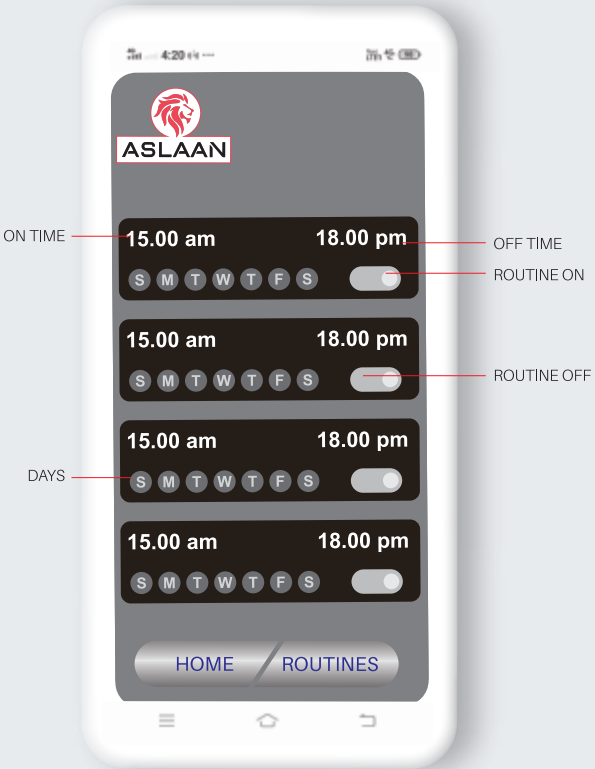 4:20
ASLAAN
ON TIME
15.00 am 18.00 pm
OFF TIME
S M T W T F S
ROUTINE ON
15.00 am 18.00 pm
S M T W T F S
ROUTINE OFF
15.00 am 18.00 pm
DAYS
S M T W T F S
15.00 am 18.00 pm
S M T W T F S
HOME ROUTINES